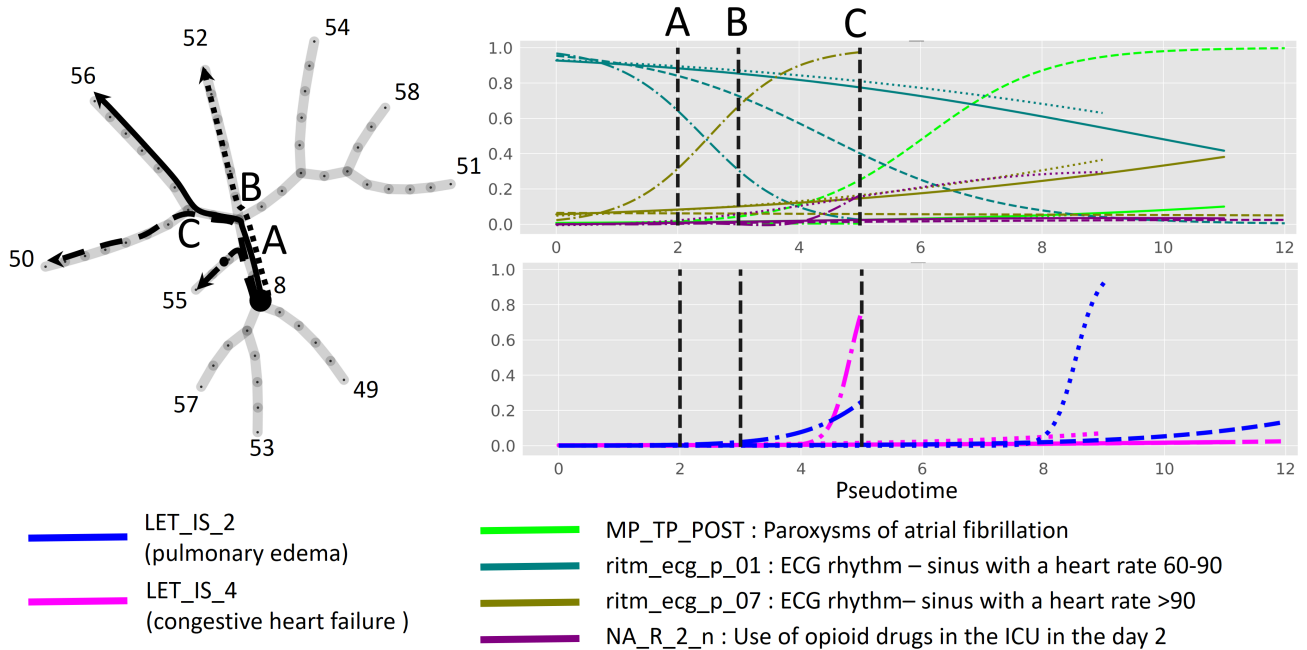 A B C
54
52
56
58
51
B
C
A
50
55
8
57
49
53
1.0
0.8
0.6
0.4
0.2
0.0
0 2 4 6 8 10 12
1.0
0.8
0.6
0.4
0.2
0.0
0 2 4 6 8 10 12
Pseudotime
LET_IS_2
(pulmonary edema)
LET_IS_4
(congestive heart failure )
MP_TP_POST : Paroxysms of atrial fibrillation
ritm_ecg_p_01 : ECG rhythm – sinus with a heart rate 60-90
ritm_ecg_p_07 : ECG rhythm– sinus with a heart rate >90
NA_R_2_n : Use of opioid drugs in the ICU in the day 2